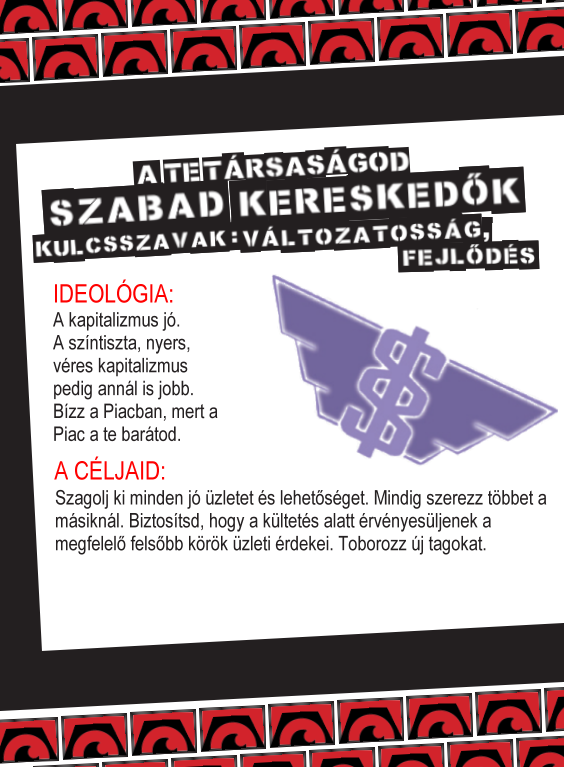 A TE TÁRSASÁGOD
SZABAD KERESKEDŐK
KULCSSZAVAK: VÁLTOZATOSSÁG,
FEJLŐDÉS
IDEOLÓGIA:
A kapitalizmus jó.
A színtiszta, nyers,
véres kapitalizmus
pedig annál is jobb.
Bízz a Piacban, mert a
Piac a te barátod.
A CÉLJAID:
Szagolj ki minden jó üzletet és lehetőséget. Mindig szerezz többet a
másiknál. Biztosítsd, hogy a kültetés alatt érvényesüljenek a
megfelelő felsőbb körök üzleti érdekei. Toborozz új tagokat.